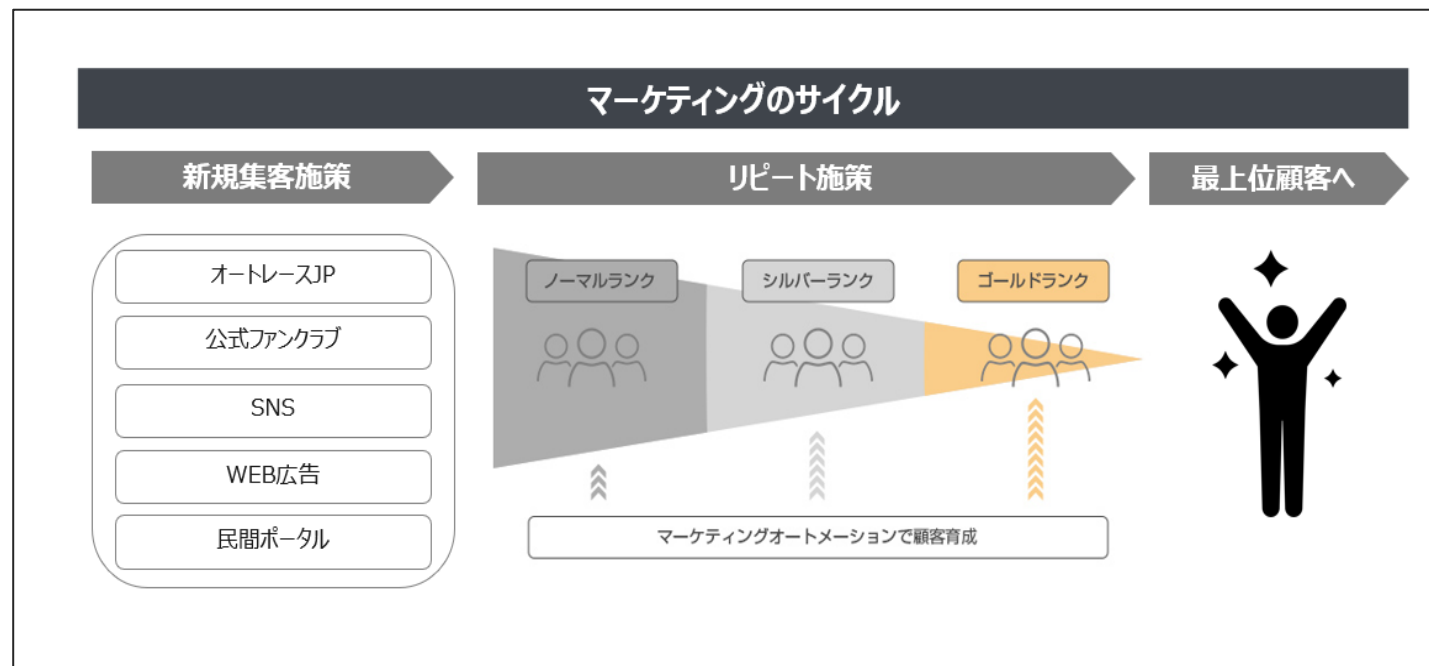 マーケティングのサイクル
新規集客施策
リピート施策
最上位顧客へ
オートレースJP
公式ファンクラブ
SNS
WEB広告
民間ポータル
ノーマルランク
シルバーランク
ゴールドランク
マーケティングオートメーションで顧客育成